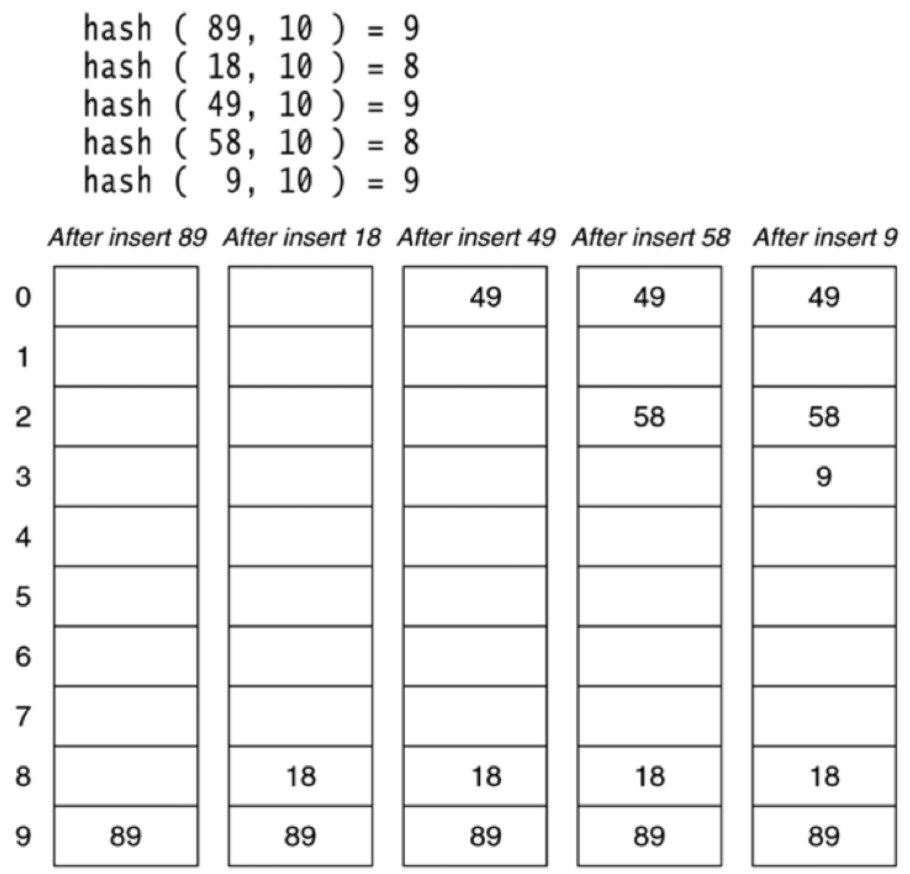 hash ( 89, 10 ) = 9
hash ( 18, 10 ) = 8
hash ( 49, 10 ) = 9
hash ( 58, 10 ) = 8
hash ( 9, 10 ) = 9
After insert 89 After insert 18 After insert 49 After insert 58 After insert 9
0 49 49 49
1
2 58 58
3 9
4
5
6
7
8 18 18 18 18
9 89 89 89 89 89